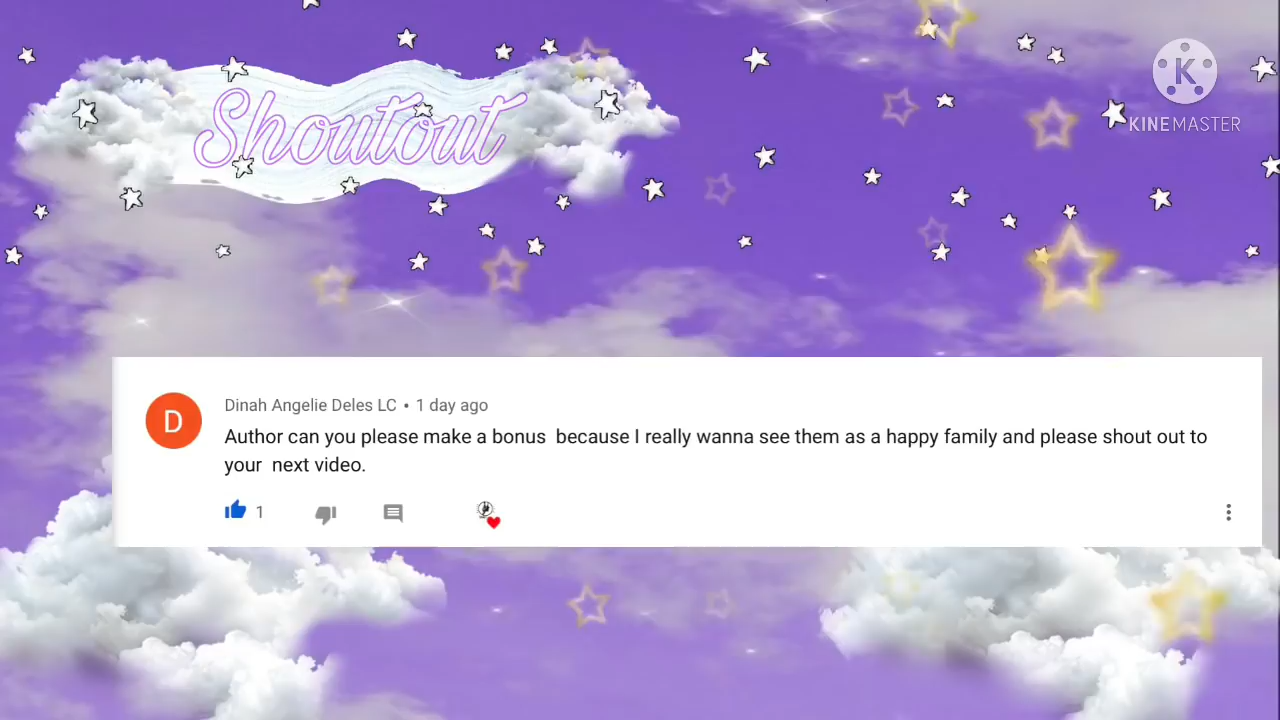 Shoutout
K
KINEMASTER
D
Dinah Angelie Deles LC • 1 day ago
Author can you please make a bonus  because I really wanna see them as a happy family and please shout out to
your  next video.
1